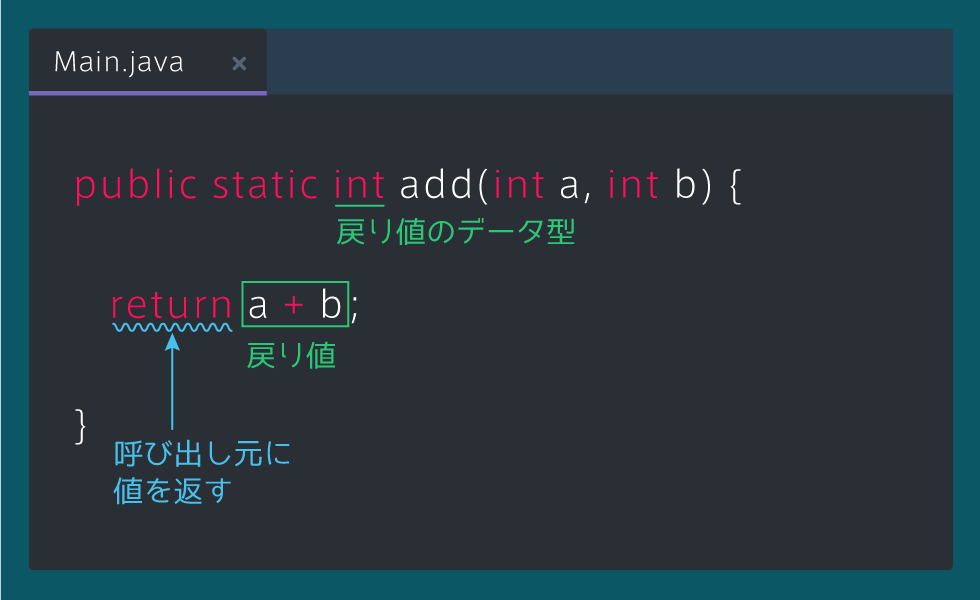 Main.java ×
public static int add(int a, int b) {
戻り値のデータ型
return a + b;
戻り値
}
呼び出し元に
値を返す